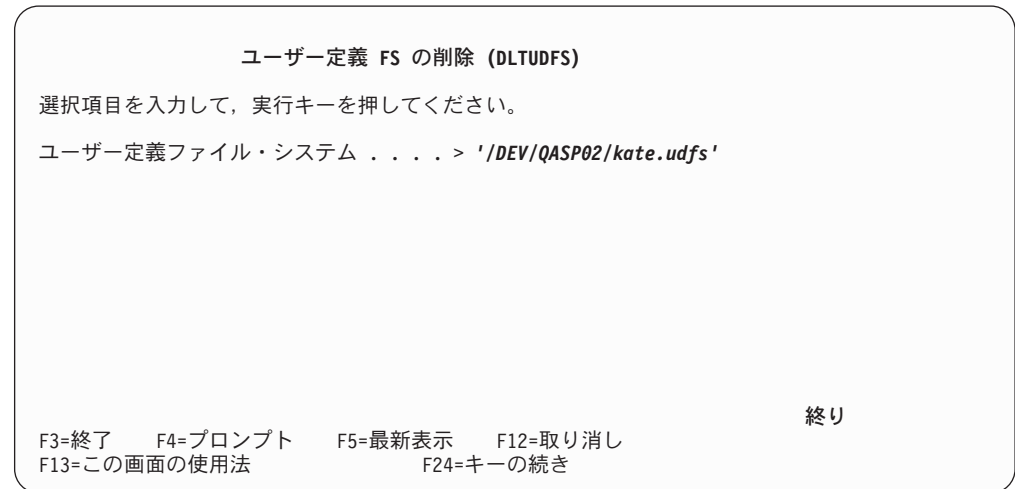 ユーザー定義 FS の削除 (DLTUDFS)
選択項目を入力して，実行キーを押してください。
ユーザー定義ファイル・システム . . . . > '/DEV/QASP02/kate.udfs'
終り
F3=終了 F4=プロンプト F5=最新表示 F12=取り消し
F13=この画面の使用法 F24=キーの続き